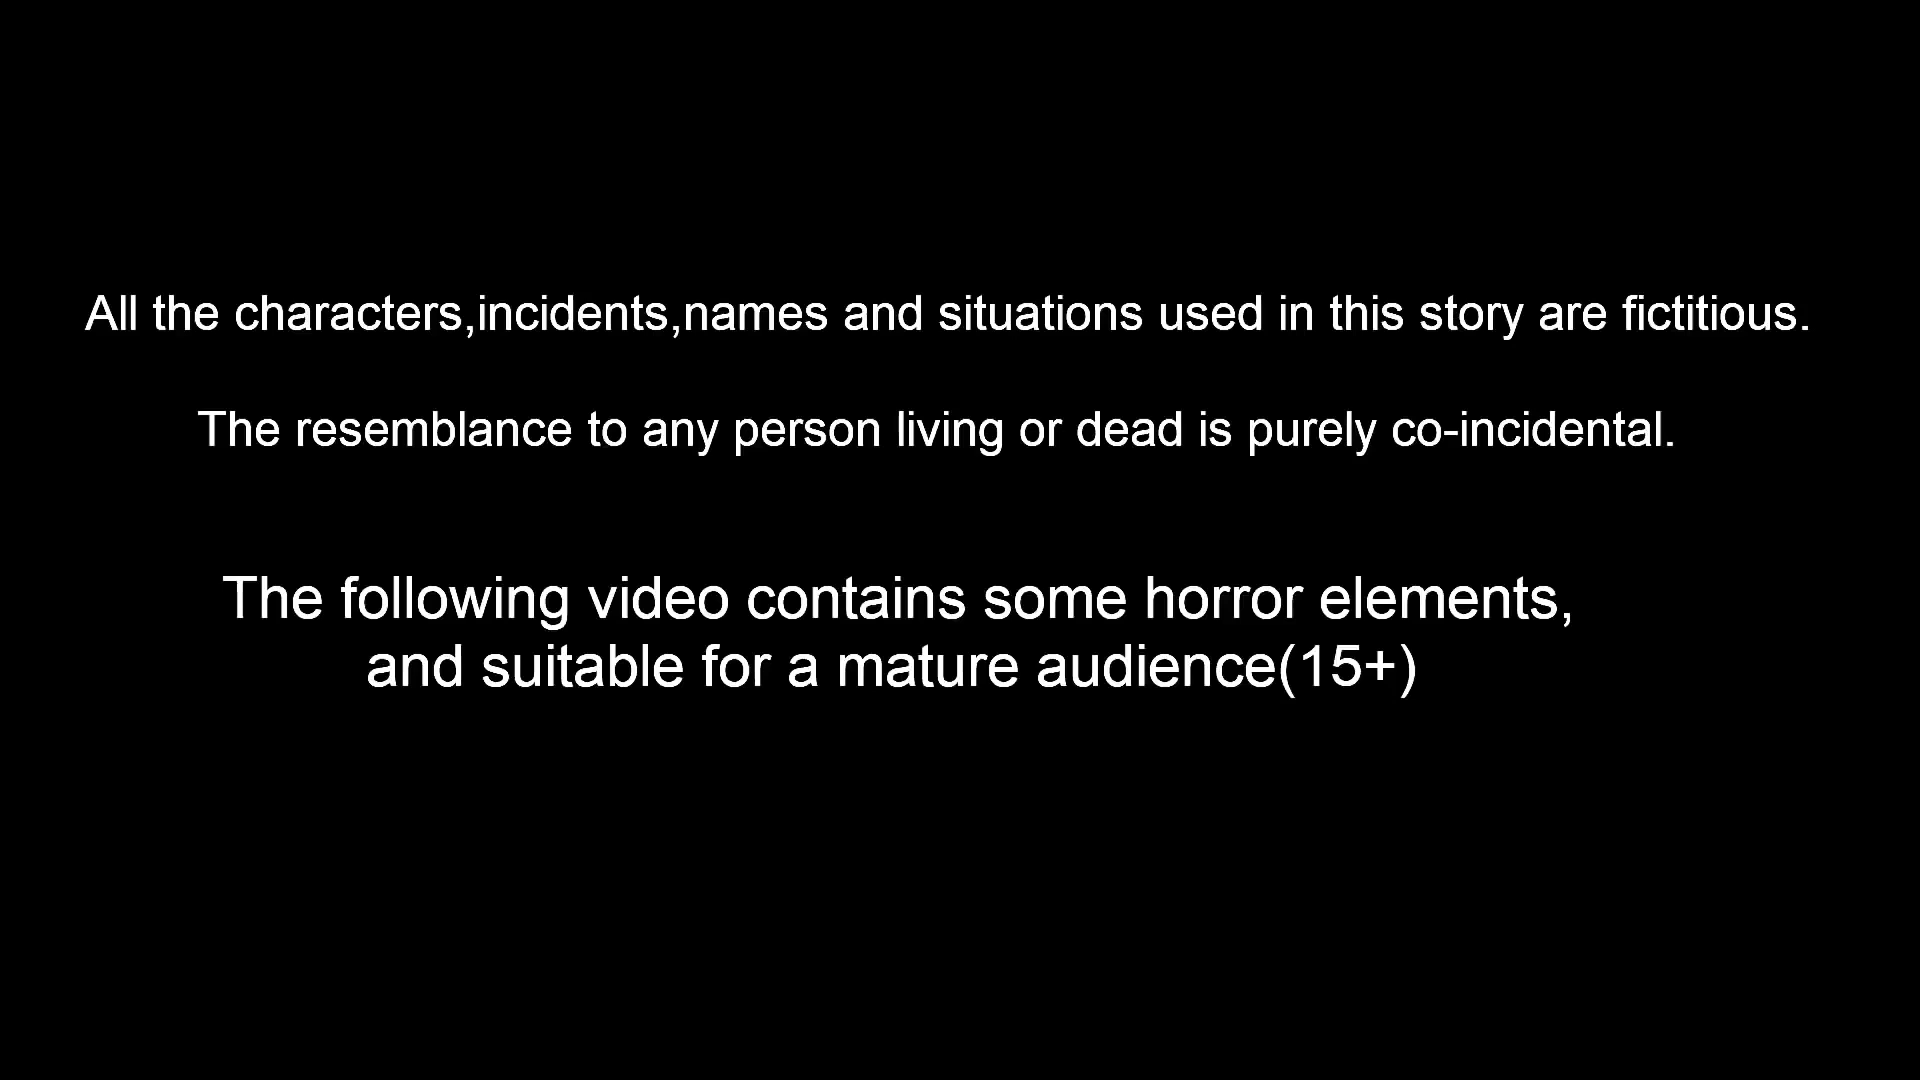 All the characters,incidents,names and situations used in this story are fictitious.
The resemblance to any person living or dead is purely co-incidental.
The following video contains some horror elements,
and suitable for a mature audience(15+)